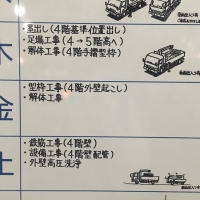 木
・墨出し(4階基準位置出し)
・足場工事(4→5階高へ)
・解体工事(4階手摺型枠)
金
・型枠工事(4階外壁起こし)
・解体工事
土
・鉄筋工事(4階壁)
・設備工事(4階壁配管)
・外壁高圧洗浄